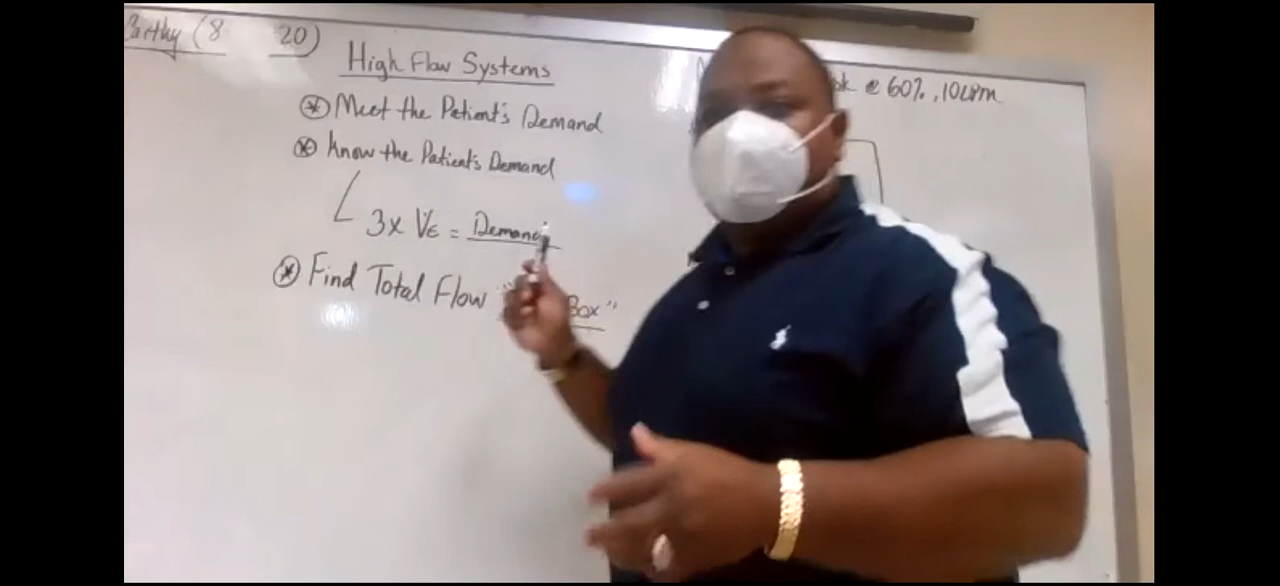 (8 20)
High Flow Systems
⊛ Meet the Patient's Demand
⊛ Know the Patient's Demand
3x V̇E = Demand
⊛ Find Total Flow " Box"
@ 60%, 10LPM